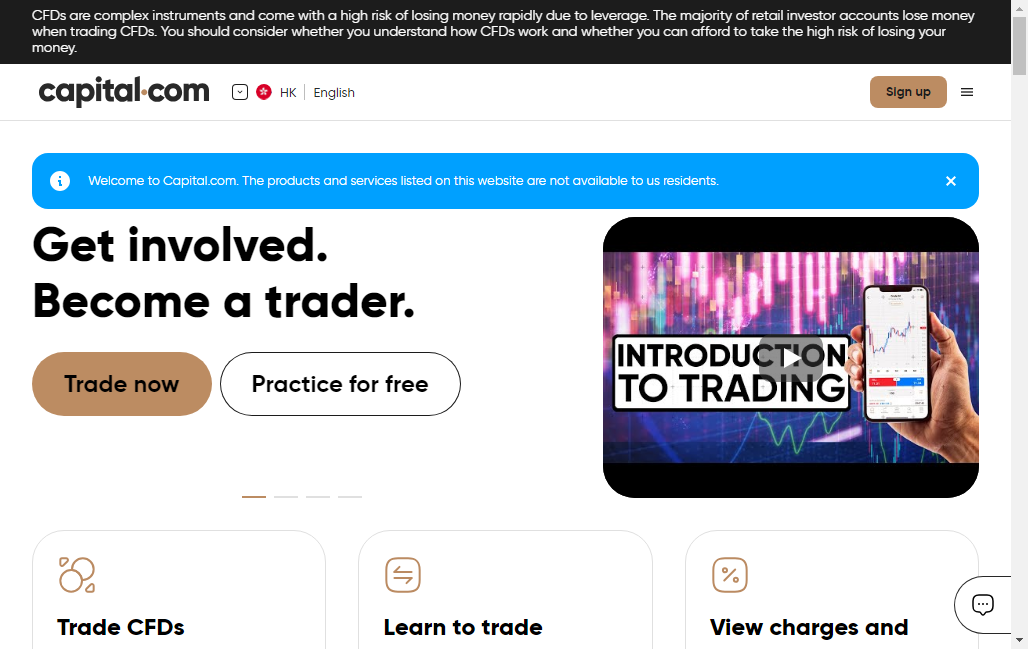 CFDs are complex instruments and come with a high risk of losing money rapidly due to leverage. The majority of retail investor accounts lose money
when trading CFDs. You should consider whether you understand how CFDs work and whether you can afford to take the high risk of losing your
money.
capital.com
HK
English
Sign up
Welcome to Capital.com. The products and services listed on this website are not available to us residents.
Get involved.
Become a trader.
Trade now
Practice for free
INTRODUCTION
TO TRADING
Trade CFDs
Learn to trade
View charges and